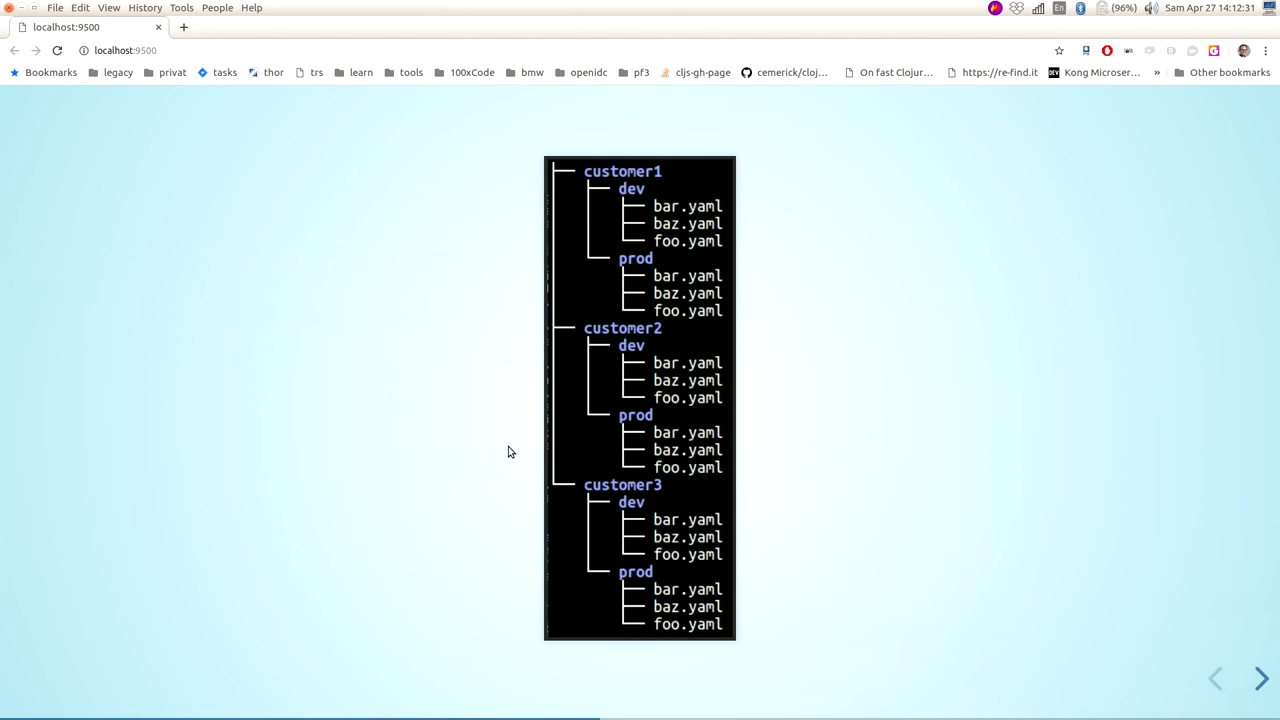 File Edit View History Tools People Help
En
(96%)
Sam Apr 27 14:12:31
localhost:9500
localhost:9500
Bookmarks legacy privat tasks thor trs learn tools 100xCode bmw openidc pf3 cljs-gh-page cemerick/cloj... On fast Clojur... https://re-find.it DEV Kong Microser... » Other bookmarks
customer1
dev
bar.yaml
baz.yaml
foo.yaml
prod
bar.yaml
baz.yaml
foo.yaml
customer2
dev
bar.yaml
baz.yaml
foo.yaml
prod
bar.yaml
baz.yaml
foo.yaml
customer3
dev
bar.yaml
baz.yaml
foo.yaml
prod
bar.yaml
baz.yaml
foo.yaml